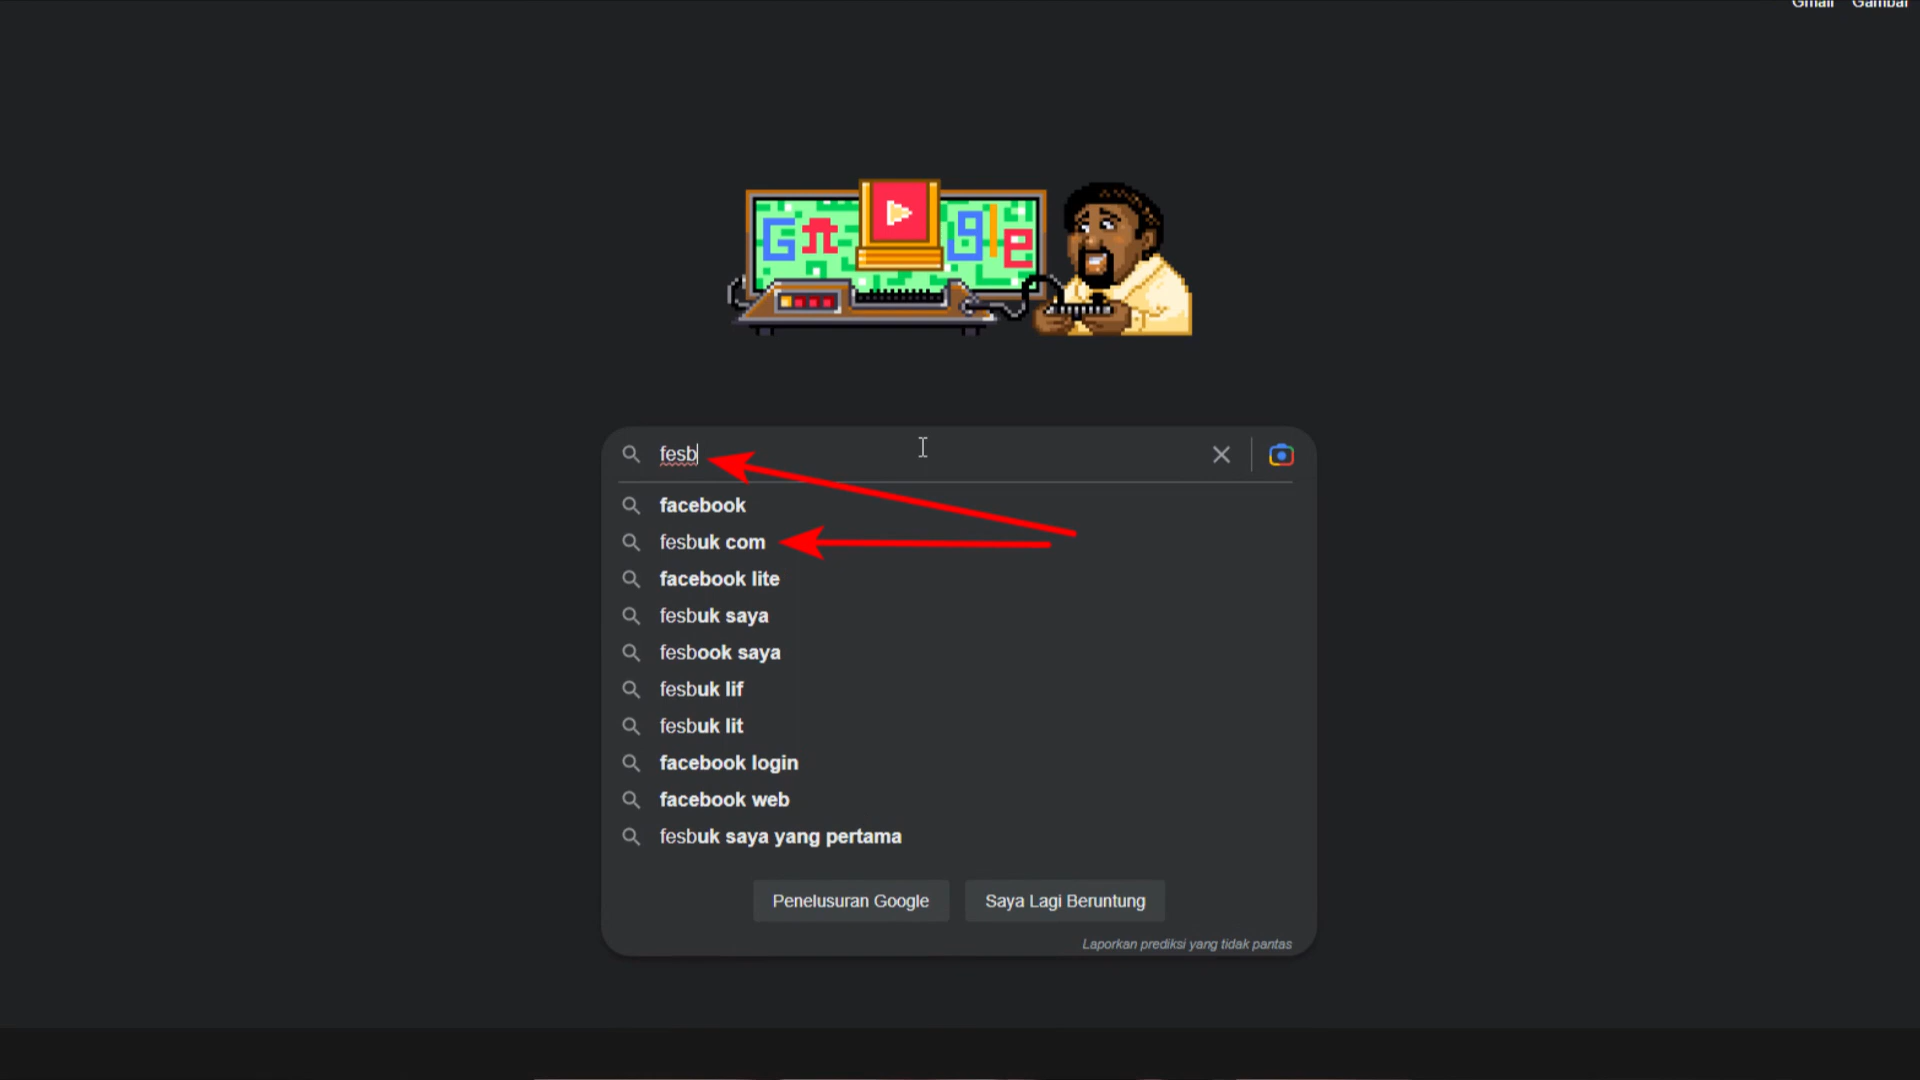 Gmail Gambar
Google
fesb
facebook
fesbuk com
facebook lite
fesbuk saya
fesbook saya
fesbuk lif
fesbuk lit
facebook login
facebook web
fesbuk saya yang pertama
Penelusuran Google Saya Lagi Beruntung
Laporkan prediksi yang tidak pantas